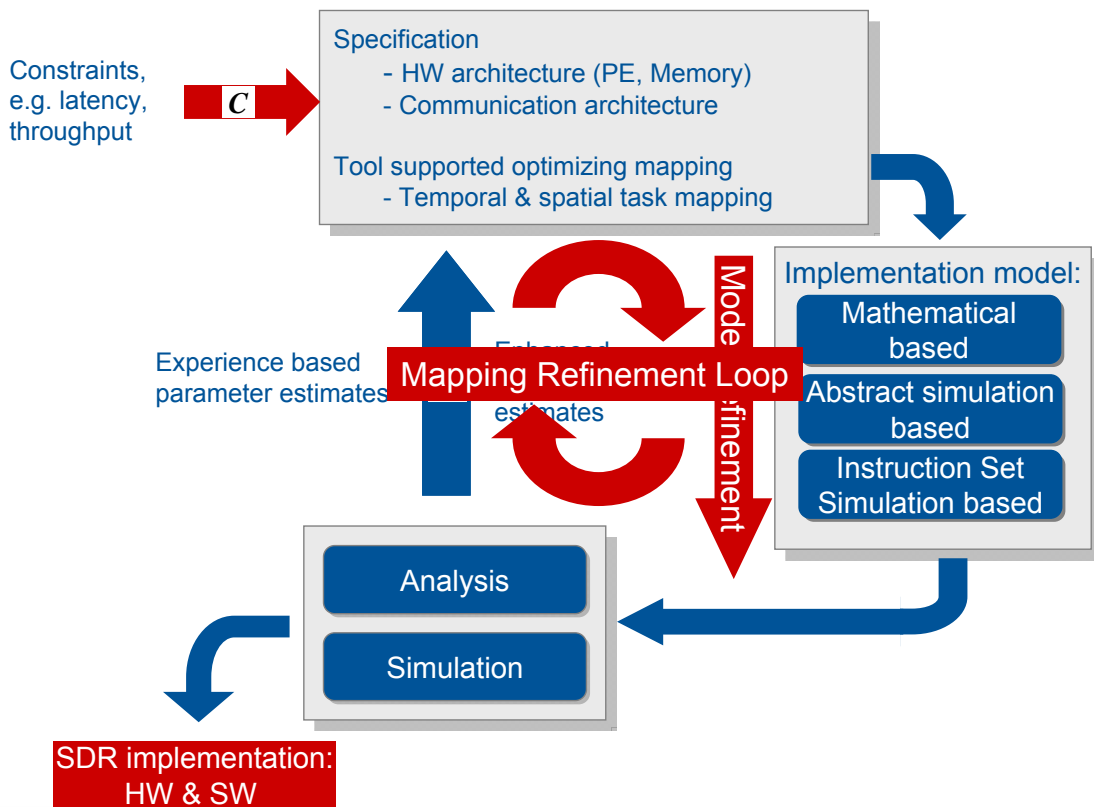 Specification
- HW architecture (PE, Memory)
- Communication architecture
Tool supported optimizing mapping
- Temporal & spatial task mapping
Constraints,
e.g. latency,
throughput
C
Implementation model:
Mathematical
based
Abstract simulation
based
Instruction Set
Simulation based
Experience based
parameter estimates
Enhanced
estimates
Mapping Refinement Loop
Analysis
Simulation
SDR implementation:
HW & SW